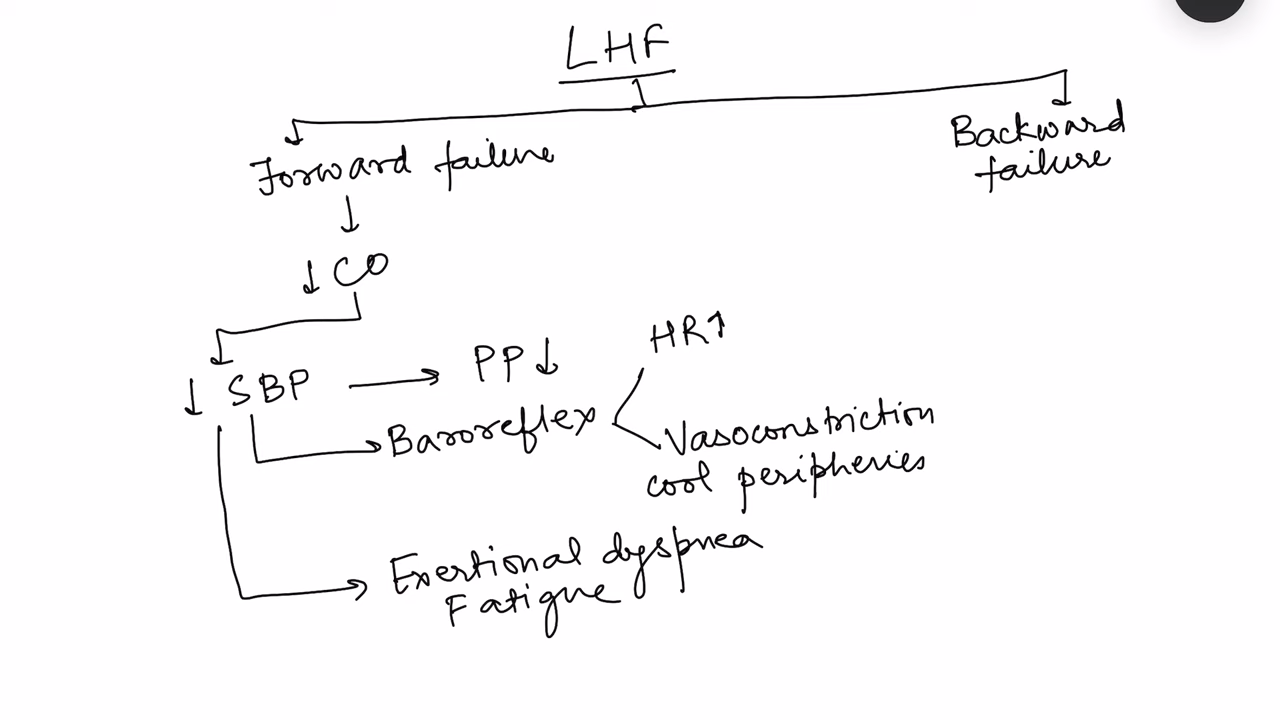 LHF
Forward failure
Backward
failure
↓ CO
↓ SBP → PP ↓
HR↑
Baroreflex
Vasoconstriction
cool peripheries
Exertional dyspnea
Fatigue